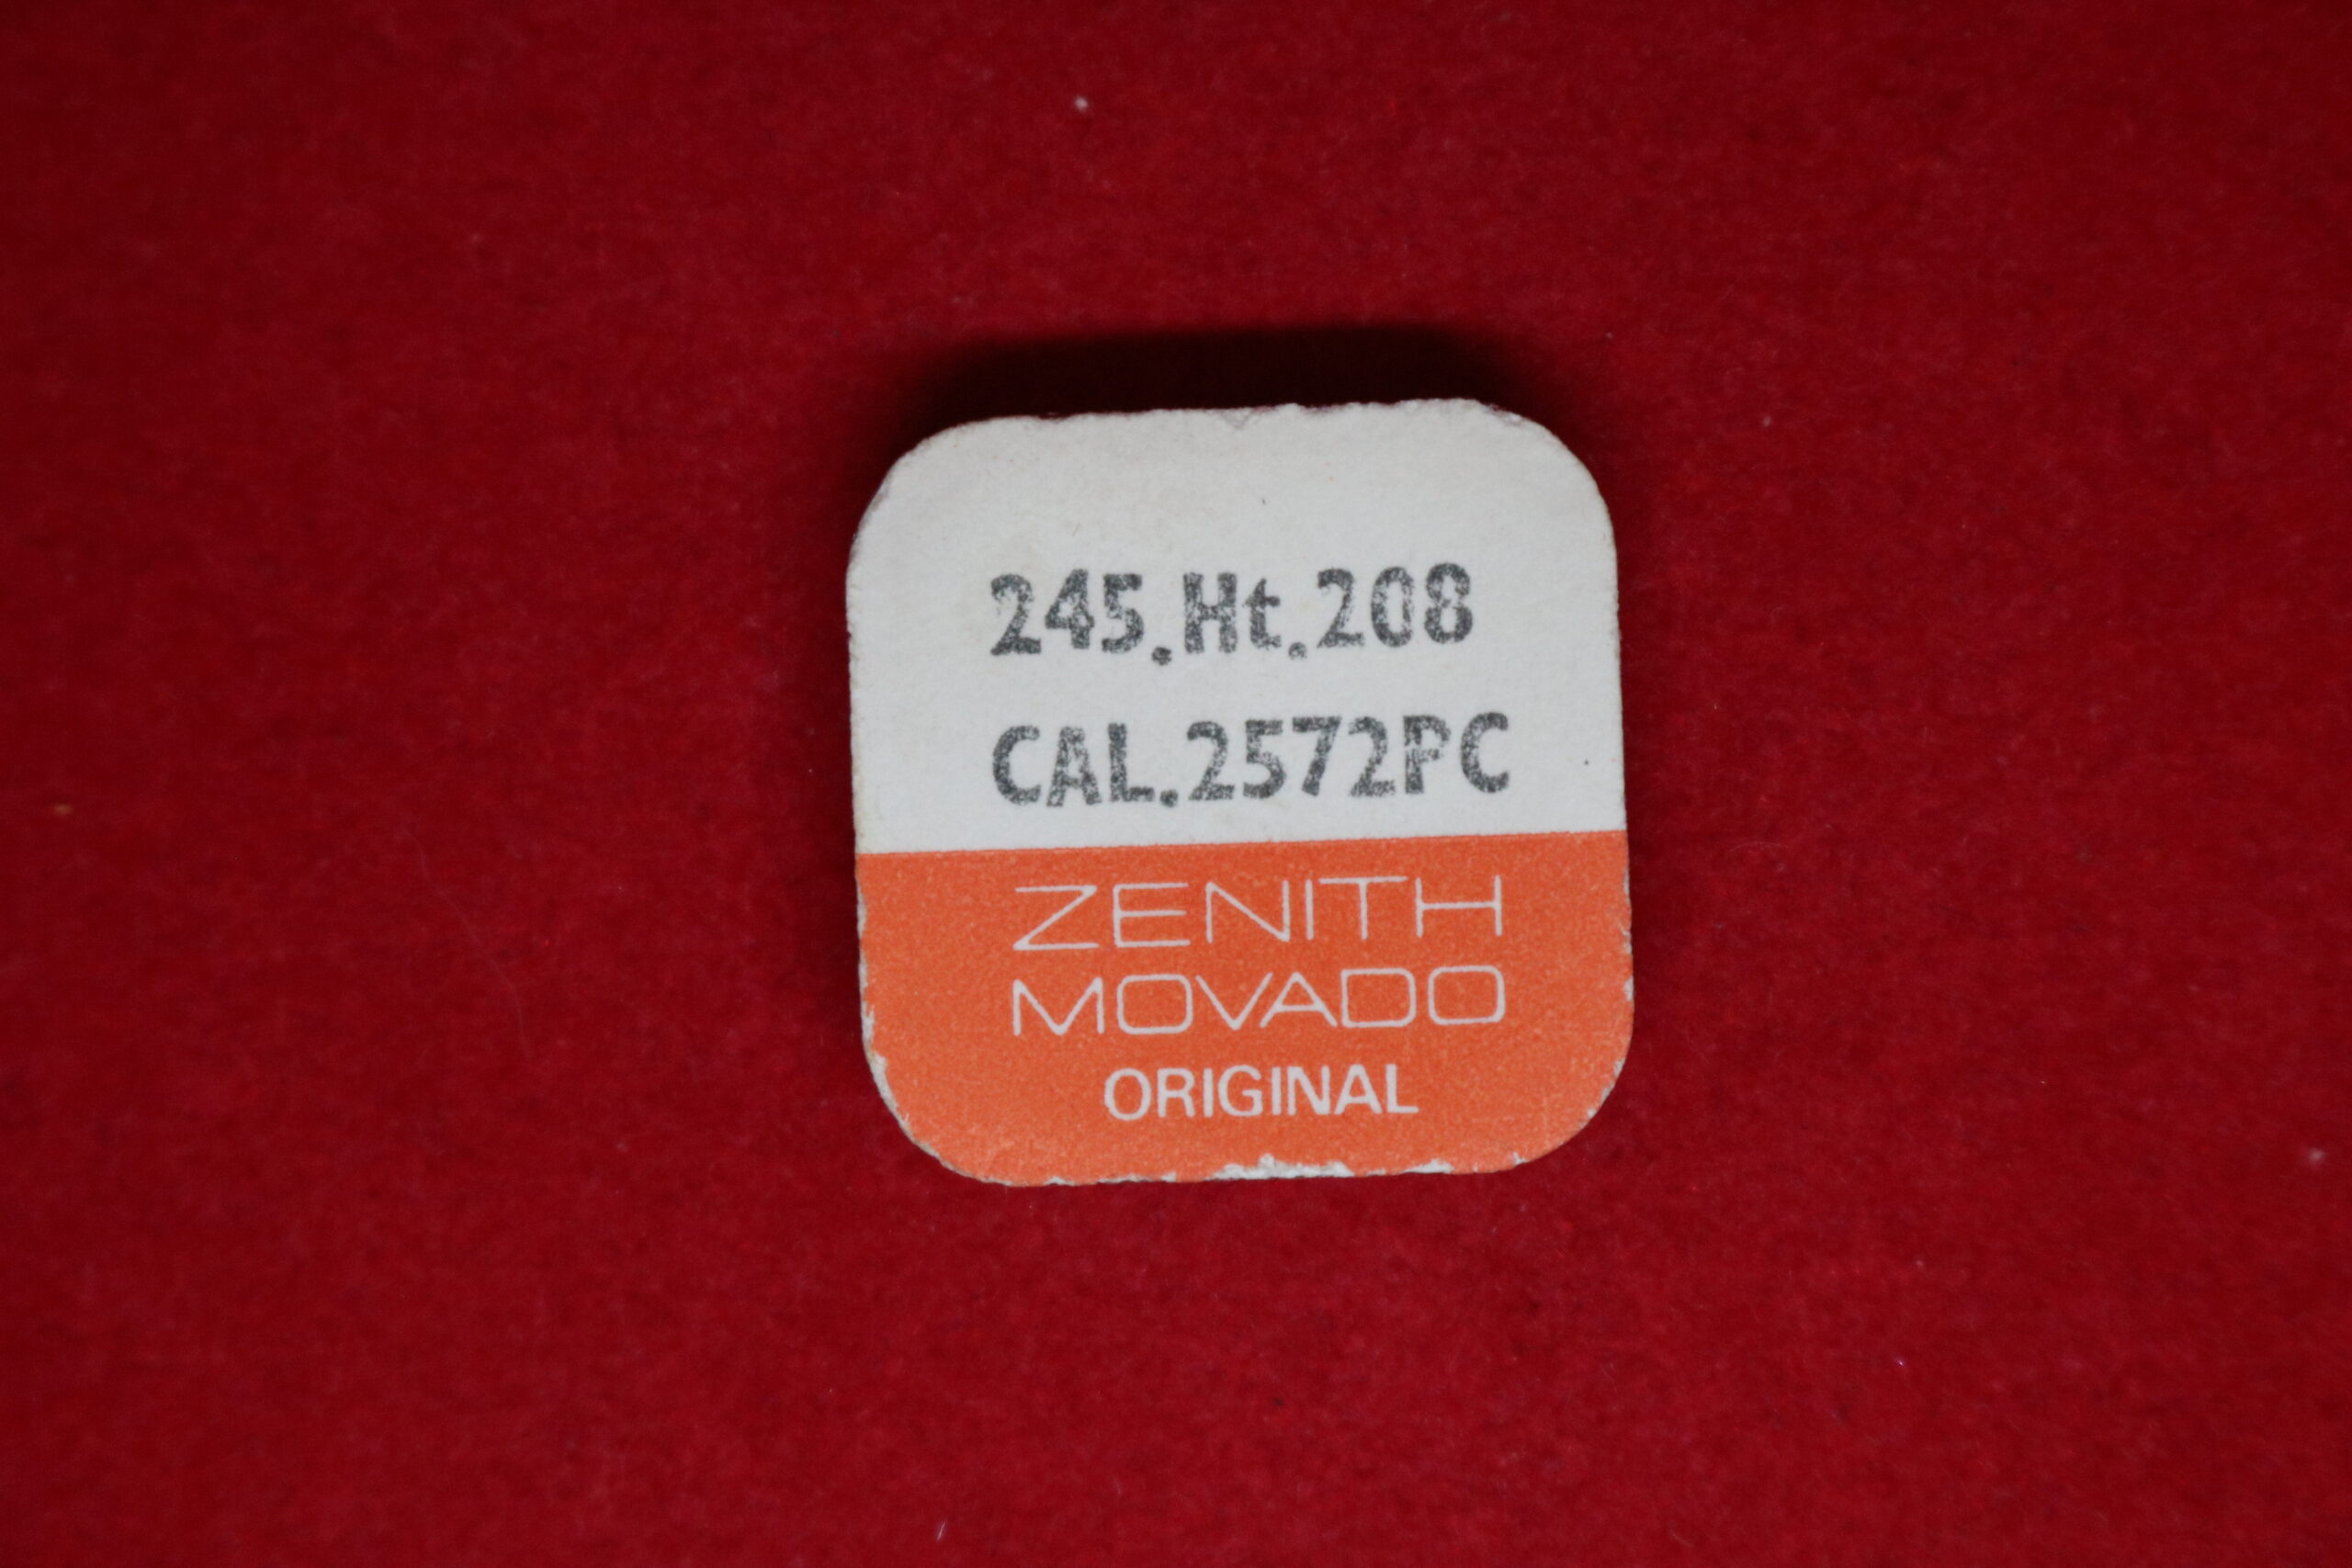 245.Ht.208
CAL.2572PC
ZENITH
MOVADO
ORIGINAL